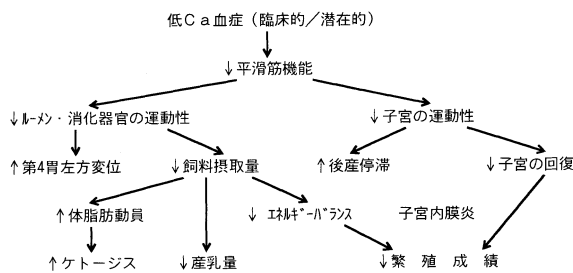 低Ｃａ血症（臨床的／潜在的）
↓平滑筋機能
↓ﾙｰﾒﾝ・消化器官の運動性 ↓子宮の運動性
↑第4胃左方変位 ↓飼料摂取量 ↑後産停滞 ↓子宮の回復
↑体脂肪動員 ↓ ｴﾈﾙｷﾞｰﾊﾞﾗﾝｽ 子宮内膜炎
↑ケトージス ↓産乳量 ↓繁殖成績